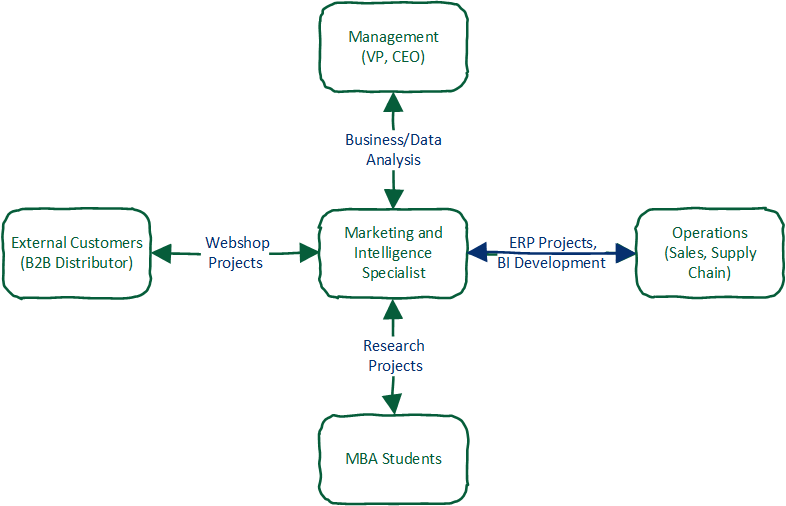 Management
(VP, CEO)
Business/Data
Analysis
External Customers
(B2B Distributor)
Webshop
Projects
Marketing and
Intelligence
Specialist
ERP Projects,
BI Development
Operations
(Sales, Supply
Chain)
Research
Projects
MBA Students